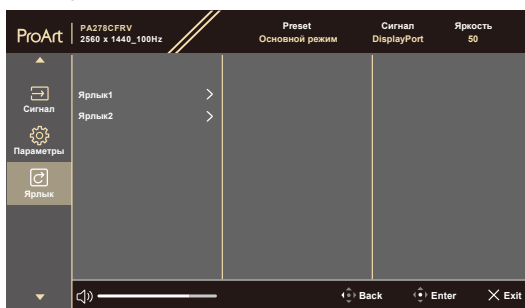 ProArt
PA278CFRV
2560 x 1440_100Hz
Preset
Основной режим
Сигнал
DisplayPort
Яркость
50
Сигнал
Параметры
Ярлык
Ярлык1
Ярлык2
Back
Enter
Exit